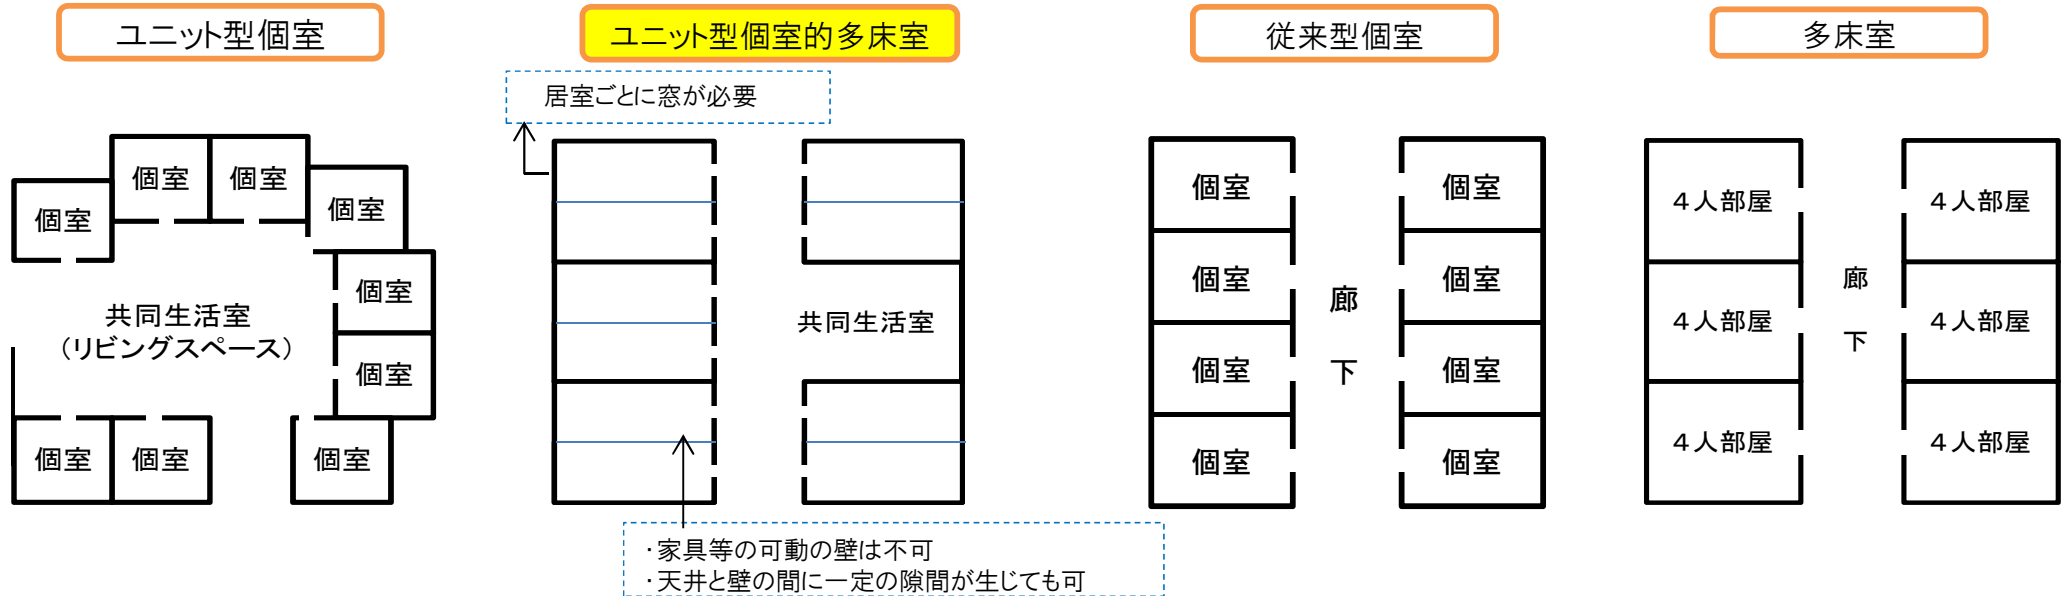 ユニット型個室
個室
個室
個室
個室
個室
個室
共同生活室
（リビングスペース）
個室
個室
個室
ユニット型個室的多床室
居室ごとに窓が必要
共同生活室
・家具等の可動の壁は不可
・天井と壁の間に一定の隙間が生じても可
従来型個室
個室
個室
個室
個室
廊
下
個室
個室
個室
個室
多床室
４人部屋
４人部屋
４人部屋
廊
下
４人部屋
４人部屋
４人部屋